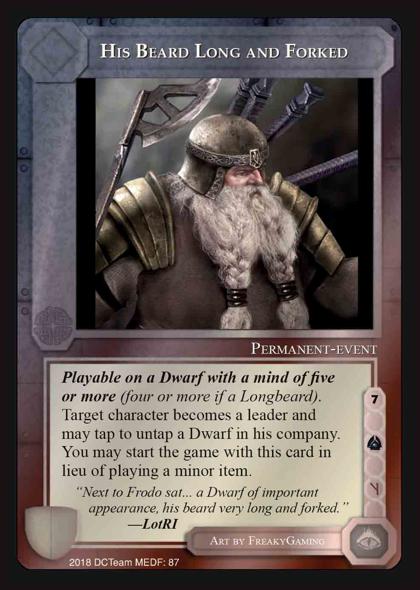 His Beard Long and Forked
Permanent-event
Playable on a Dwarf with a mind of five
or more (four or more if a Longbeard).
Target character becomes a leader and
may tap to untap a Dwarf in his company.
You may start the game with this card in
lieu of playing a minor item.
“Next to Frodo sat... a Dwarf of important
appearance, his beard very long and forked.”
—LotRI
7
Art by FreakyGaming
2018 DCTeam MEDF: 87